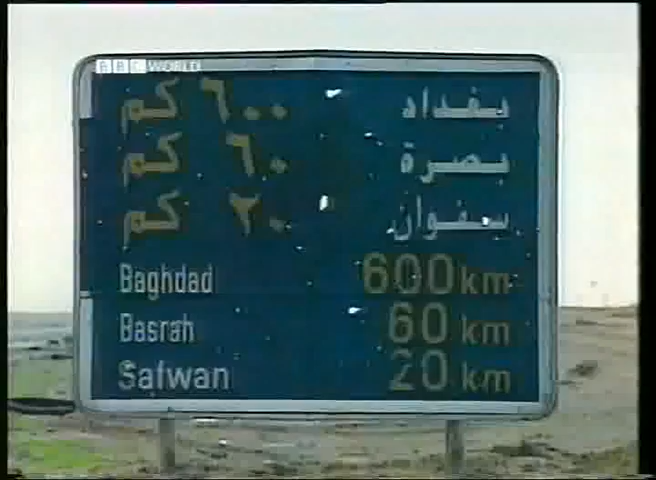 BBC WORLD
بغداد ٦٠٠ كم
بصرة ٦٠ كم
سفوان ٢٠ كم
Baghdad 600 km
Basrah 60 km
Safwan 20 km